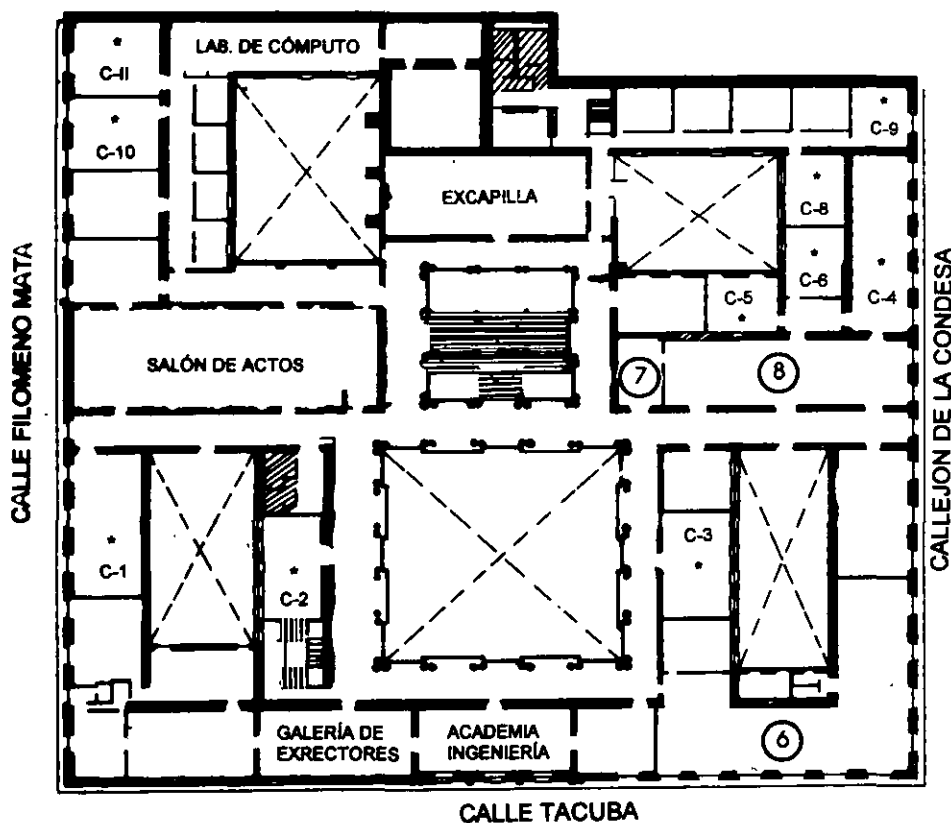 LAB. DE CÓMPUTO
C-II
C-10
C-9
EXCAPILLA
C-8
C-6
C-4
C-5
SALÓN DE ACTOS
7
8
CALLE FILOMENO MATA
CALLEJON DE LA CONDESA
C-1
C-2
C-3
GALERÍA DE
EXRECTORES
ACADEMIA
INGENIERÍA
6
CALLE TACUBA